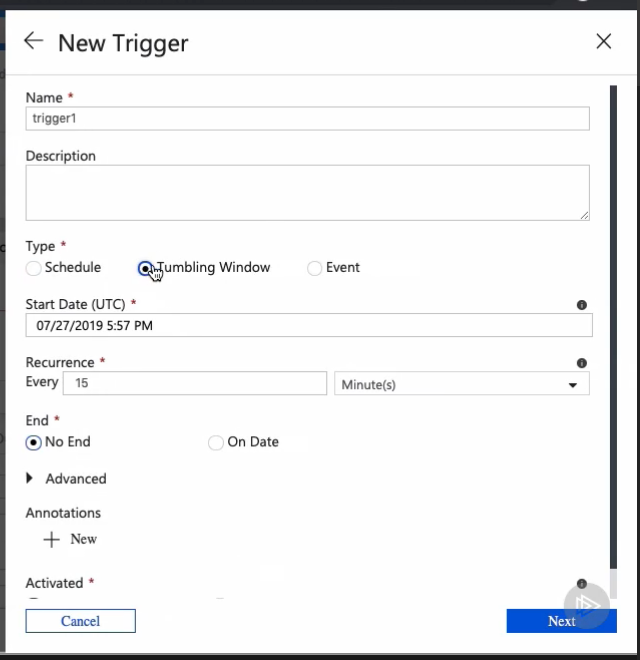 New Trigger
Name *
trigger1
Description
Type *
Schedule Tumbling Window Event
Start Date (UTC) *
07/27/2019 5:57 PM
Recurrence *
Every 15 Minute(s)
End *
No End On Date
Advanced
Annotations
New
Activated *
Cancel Next